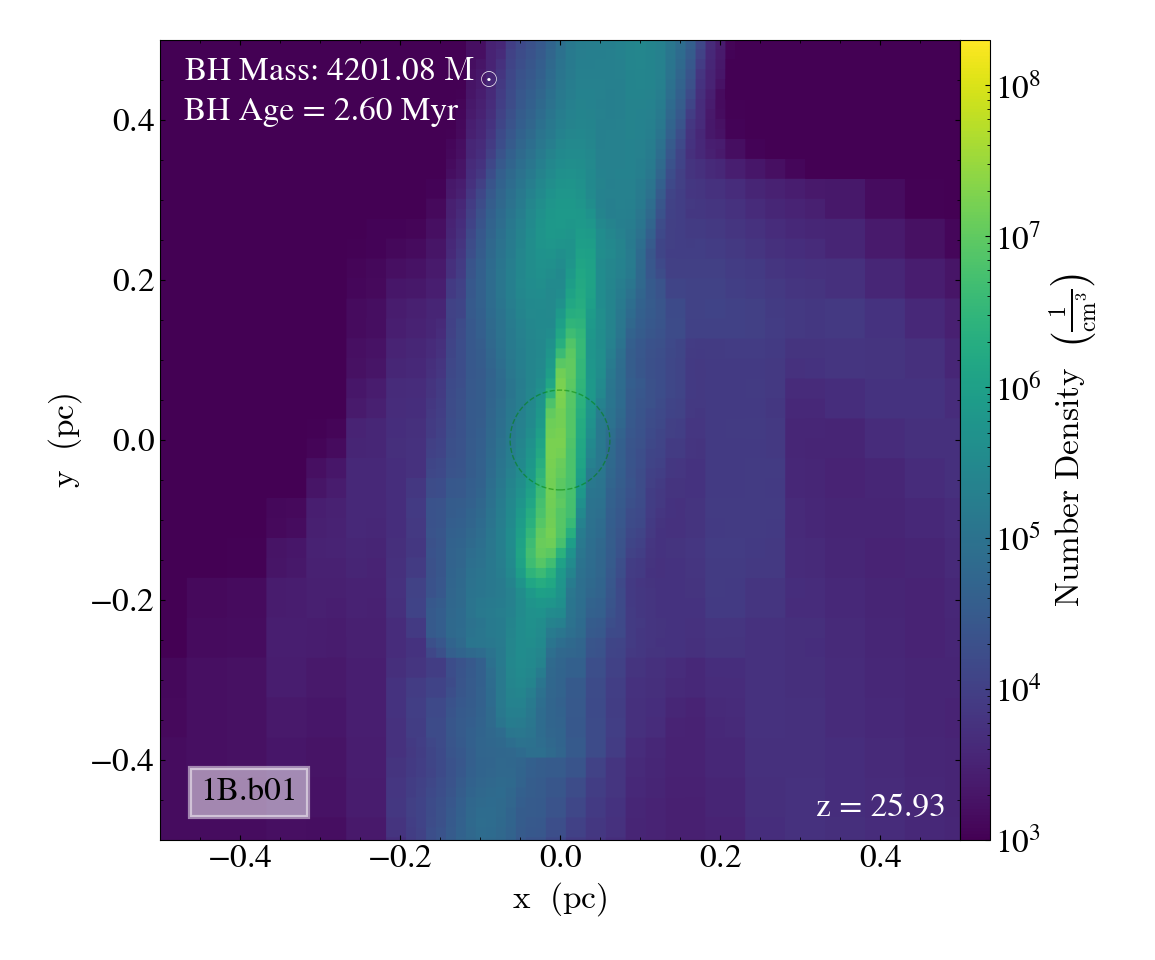 BH Mass: 4201.08 M☉
BH Age = 2.60 Myr
1B.b01
z = 25.93
0.4
0.2
0.0
−0.2
−0.4
y (pc)
−0.4 −0.2 0.0 0.2 0.4
x (pc)
10⁸
10⁷
10⁶
10⁵
10⁴
10³
Number Density (1/cm³)